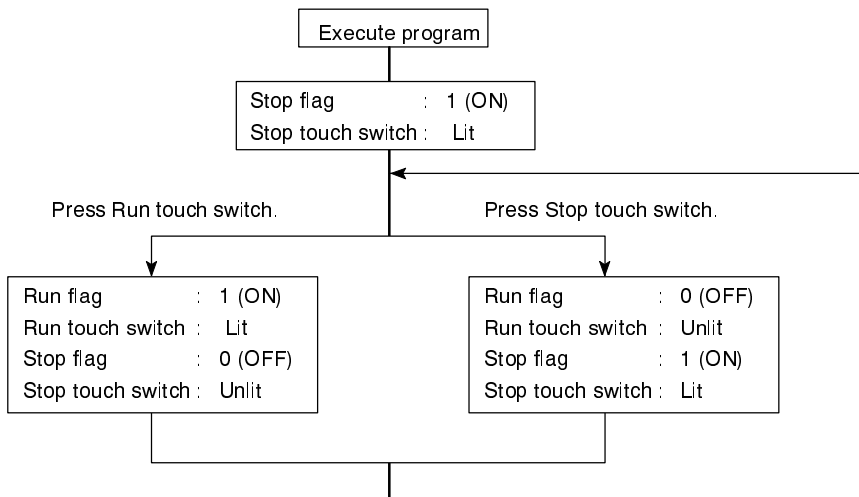 Execute program
Stop flag : 1 (ON)
Stop touch switch : Lit
Press Run touch switch.
Press Stop touch switch.
Run flag : 1 (ON)
Run touch switch : Lit
Stop flag : 0 (OFF)
Stop touch switch : Unlit
Run flag : 0 (OFF)
Run touch switch : Unlit
Stop flag : 1 (ON)
Stop touch switch : Lit